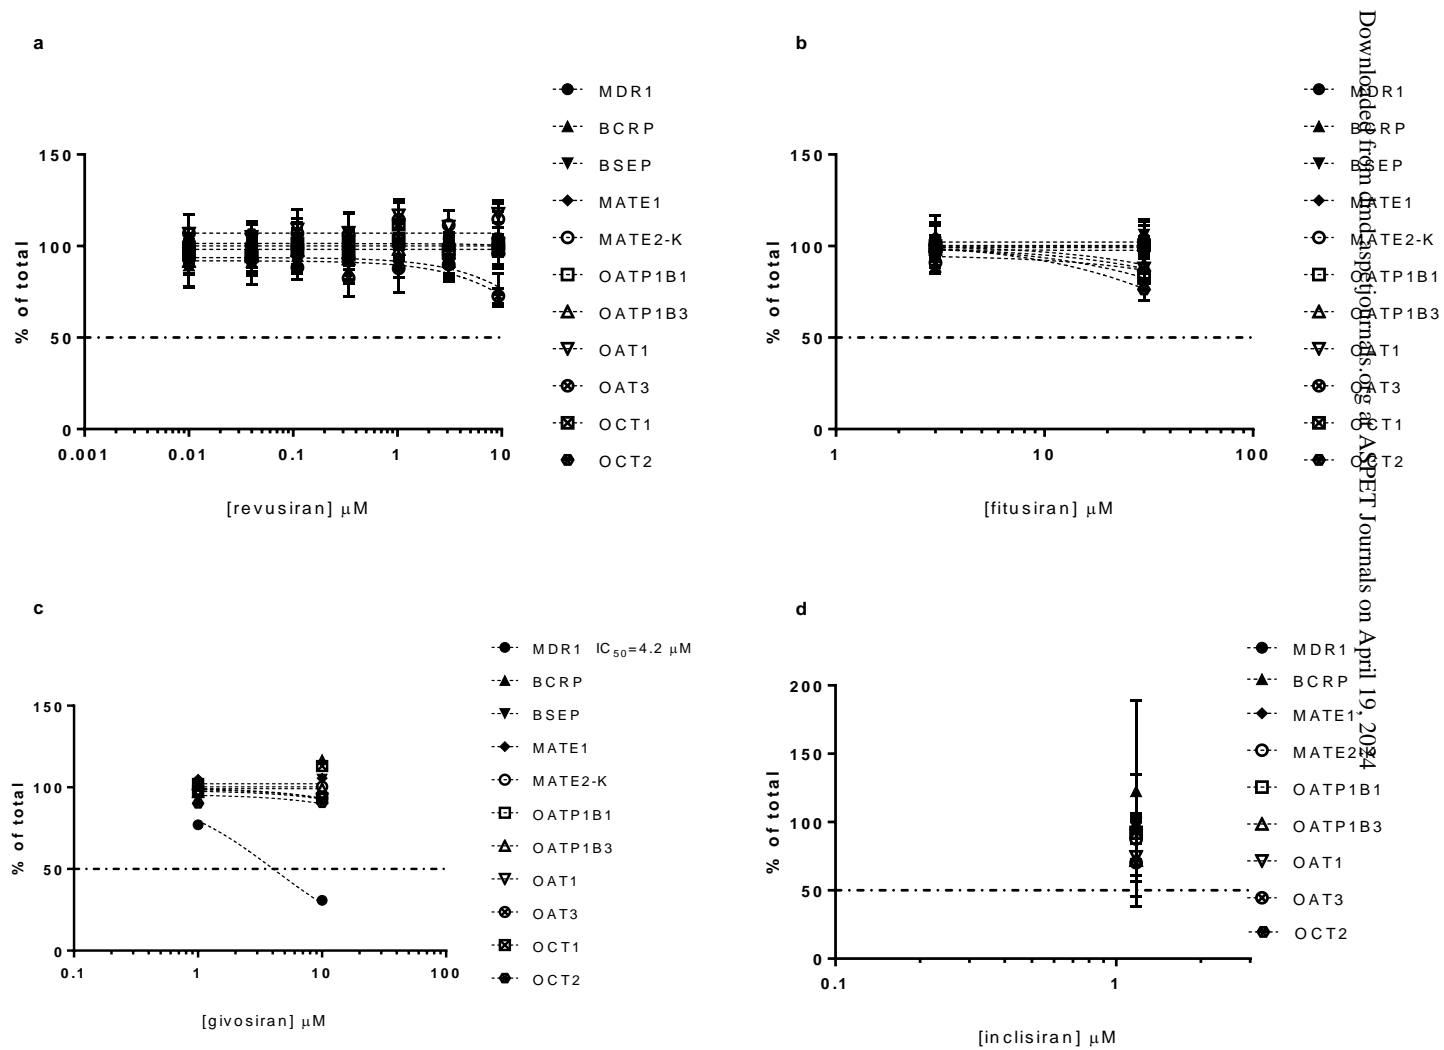 a
MDR1
BCRP
BSEP
MATE1
MATE2-K
OATP1B1
OATP1B3
OAT1
OAT3
OCT1
OCT2
150
100
50
0
% of total
0.001 0.01 0.1 1 10
[revusiran] µM
b
MDR1
BCRP
BSEP
MATE1
MATE2-K
OATP1B1
OATP1B3
OAT1
OAT3
OCT1
OCT2
150
100
50
0
% of total
1 10 100
[fitusiran] µM
c
MDR1 IC50=4.2 µM
BCRP
BSEP
MATE1
MATE2-K
OATP1B1
OATP1B3
OAT1
OAT3
OCT1
OCT2
150
100
50
0
% of total
0.1 1 10 100
[givosiran] µM
d
MDR1
BCRP
MATE1
MATE2-K
OATP1B1
OATP1B3
OAT1
OAT3
OCT2
200
150
100
50
0
% of total
0.1 1
[inclisiran] µM
Downloaded from dmd.aspetjournals.org at ASPET Journals on April 19, 2024